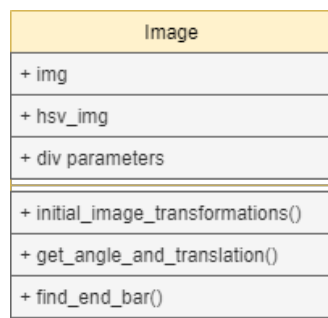 Image
+ img
+ hsv_img
+ div parameters
+ initial_image_transformations()
+ get_angle_and_translation()
+ find_end_bar()